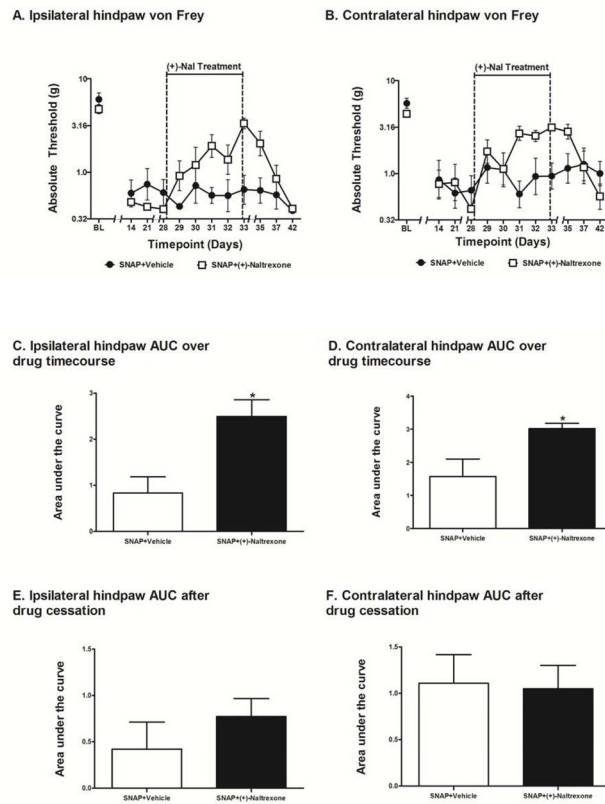 A. Ipsilateral hindpaw von Frey
(+)-Nal Treatment
Absolute Threshold (g)
10
3.16
1.0
0.32
BL 14 21 28 29 30 31 32 33 35 37 42
Timepoint (Days)
SNAP+Vehicle SNAP+(+)-Naltrexone
B. Contralateral hindpaw von Frey
(+)-Nal Treatment
Absolute Threshold (g)
10
3.16
1.0
0.32
BL 14 21 28 29 30 31 32 33 35 37 42
Timepoint (Days)
SNAP+Vehicle SNAP+(+)-Naltrexone
C. Ipsilateral hindpaw AUC over
drug timecourse
Area under the curve
3
2
1
0
*
SNAP+Vehicle SNAP+(+)-Naltrexone
D. Contralateral hindpaw AUC over
drug timecourse
Area under the curve
4
3
2
1
0
*
SNAP+Vehicle SNAP+(+)-Naltrexone
E. Ipsilateral hindpaw AUC after
drug cessation
Area under the curve
1.5
1.0
0.5
0.0
SNAP+Vehicle SNAP+(+)-Naltrexone
F. Contralateral hindpaw AUC after
drug cessation
Area under the curve
1.5
1.0
0.5
0.0
SNAP+Vehicle SNAP+(+)-Naltrexone